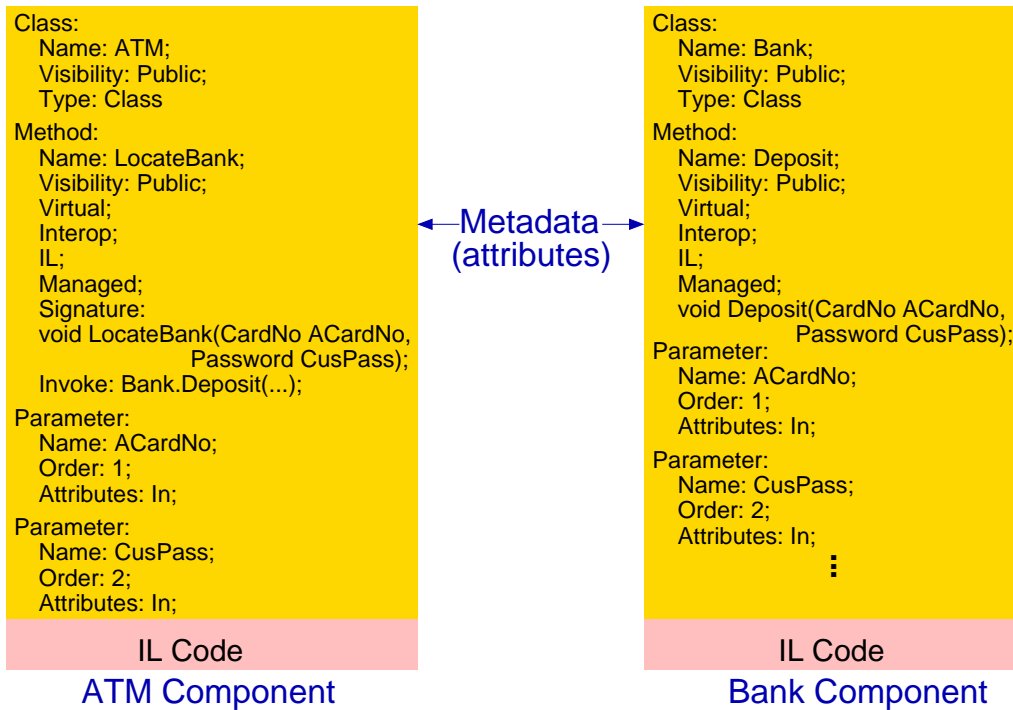 Class:
Name: ATM;
Visibility: Public;
Type: Class
Method:
Name: LocateBank;
Visibility: Public;
Virtual;
Interop;
IL;
Managed;
Signature:
void LocateBank(CardNo ACardNo,
Password CusPass);
Invoke: Bank.Deposit(...);
Parameter:
Name: ACardNo;
Order: 1;
Attributes: In;
Parameter:
Name: CusPass;
Order: 2;
Attributes: In;
IL Code
ATM Component
Metadata
(attributes)
Class:
Name: Bank;
Visibility: Public;
Type: Class
Method:
Name: Deposit;
Visibility: Public;
Virtual;
Interop;
IL;
Managed;
void Deposit(CardNo ACardNo,
Password CusPass);
Parameter:
Name: ACardNo;
Order: 1;
Attributes: In;
Parameter:
Name: CusPass;
Order: 2;
Attributes: In;
⋮
IL Code
Bank Component